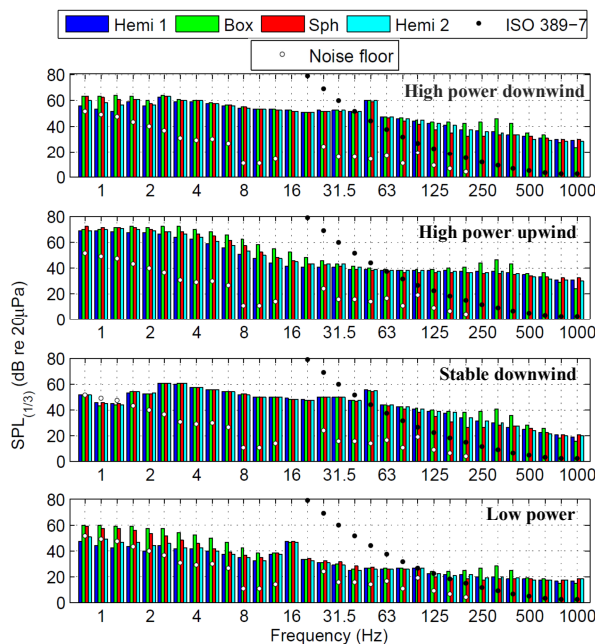 Hemi 1 Box Sph Hemi 2 ISO 389−7
Noise floor
High power downwind
80
60
40
20
0
1 2 4 8 16 31.5 63 125 250 500 1000
High power upwind
80
60
40
20
0
1 2 4 8 16 31.5 63 125 250 500 1000
SPL(1/3) (dB re 20µPa)
Stable downwind
80
60
40
20
0
1 2 4 8 16 31.5 63 125 250 500 1000
Low power
80
60
40
20
0
1 2 4 8 16 31.5 63 125 250 500 1000
Frequency (Hz)